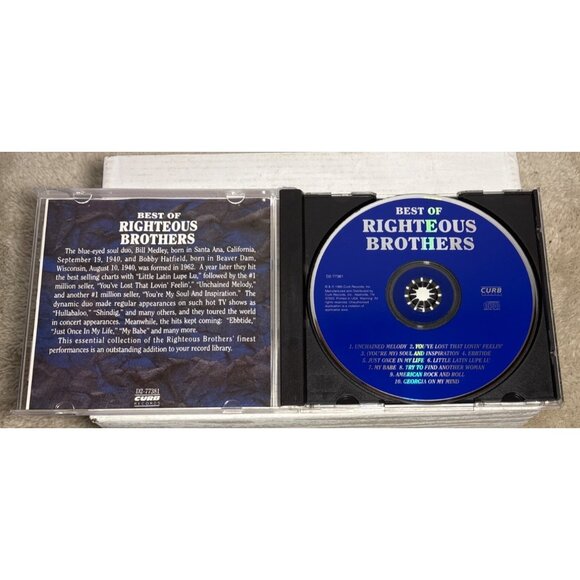 BEST OF
RIGHTEOUS
BROTHERS
The blue-eyed soul duo, Bill Medley, born in Santa Ana, California,
September 19, 1940, and Bobby Hatfield, born in Beaver Dam,
Wisconsin, August 10, 1940, was formed in 1962. A year later they hit
the best selling charts with "Little Latin Lupe Lu," followed by the #1
million seller, "You've Lost That Lovin' Feelin'," "Unchained Melody,"
and another #1 million seller, "You're My Soul And Inspiration." The
dynamic duo made regular appearances on such hot TV shows as
"Hullabaloo," "Shindig," and many others, and they toured the world
in concert appearances. Meanwhile, the hits kept coming: "Ebbtide,"
"Just Once In My Life," "My Babe" and many more.
This essential collection of the Righteous Brothers' finest
performances is an outstanding addition to your record library.
D2-77381
CURB
RECORDS
BEST OF
RIGHTEOUS
BROTHERS
D2-77381
CURB
1. UNCHAINED MELODY 2. YOU'VE LOST THAT LOVIN' FEELIN'
3. (YOU'RE MY) SOUL AND INSPIRATION 4. EBBTIDE
5. JUST ONCE IN MY LIFE 6. LITTLE LATIN LUPE LU
7. MY BABE 8. TRY TO FIND ANOTHER WOMAN
9. AMERICAN ROCK AND ROLL
10. GEORGIA ON MY MIND